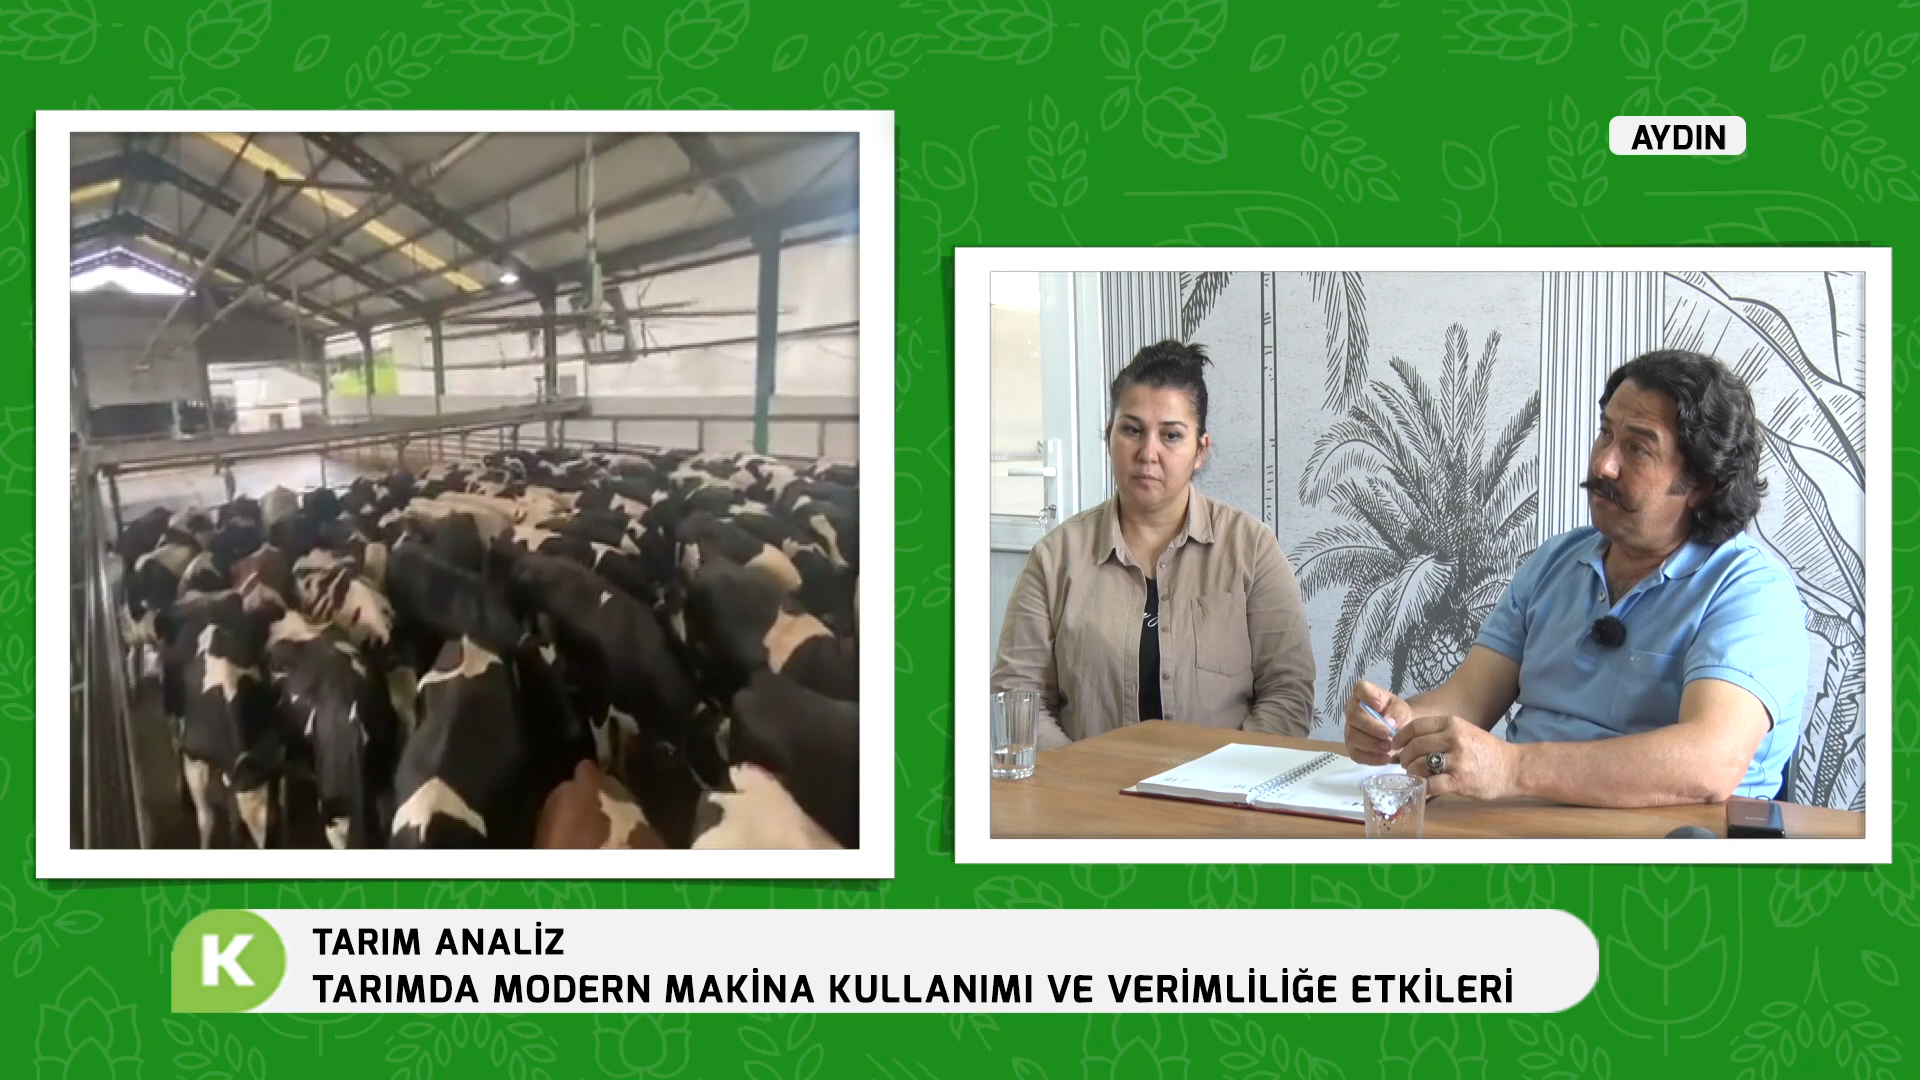 AYDIN
K
TARIM ANALİZ
TARIMDA MODERN MAKİNA KULLANIMI VE VERİMLİLİĞE ETKİLERİ